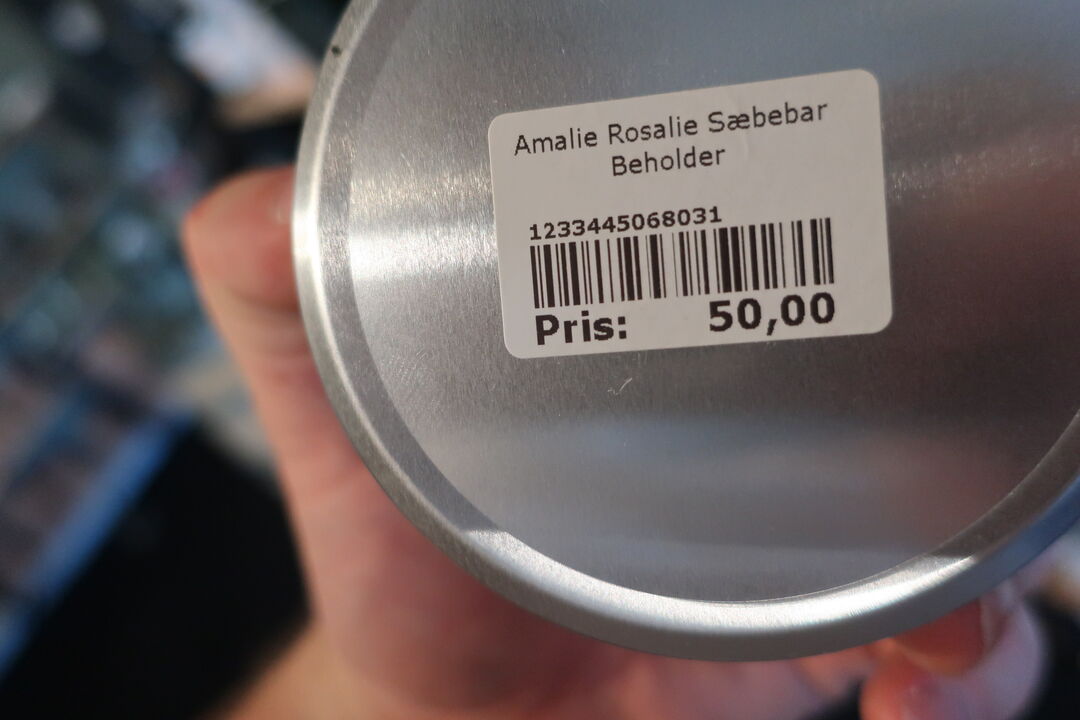 Amalie Rosalie Sæbebar
Beholder
1233445068031
Pris: 50,00